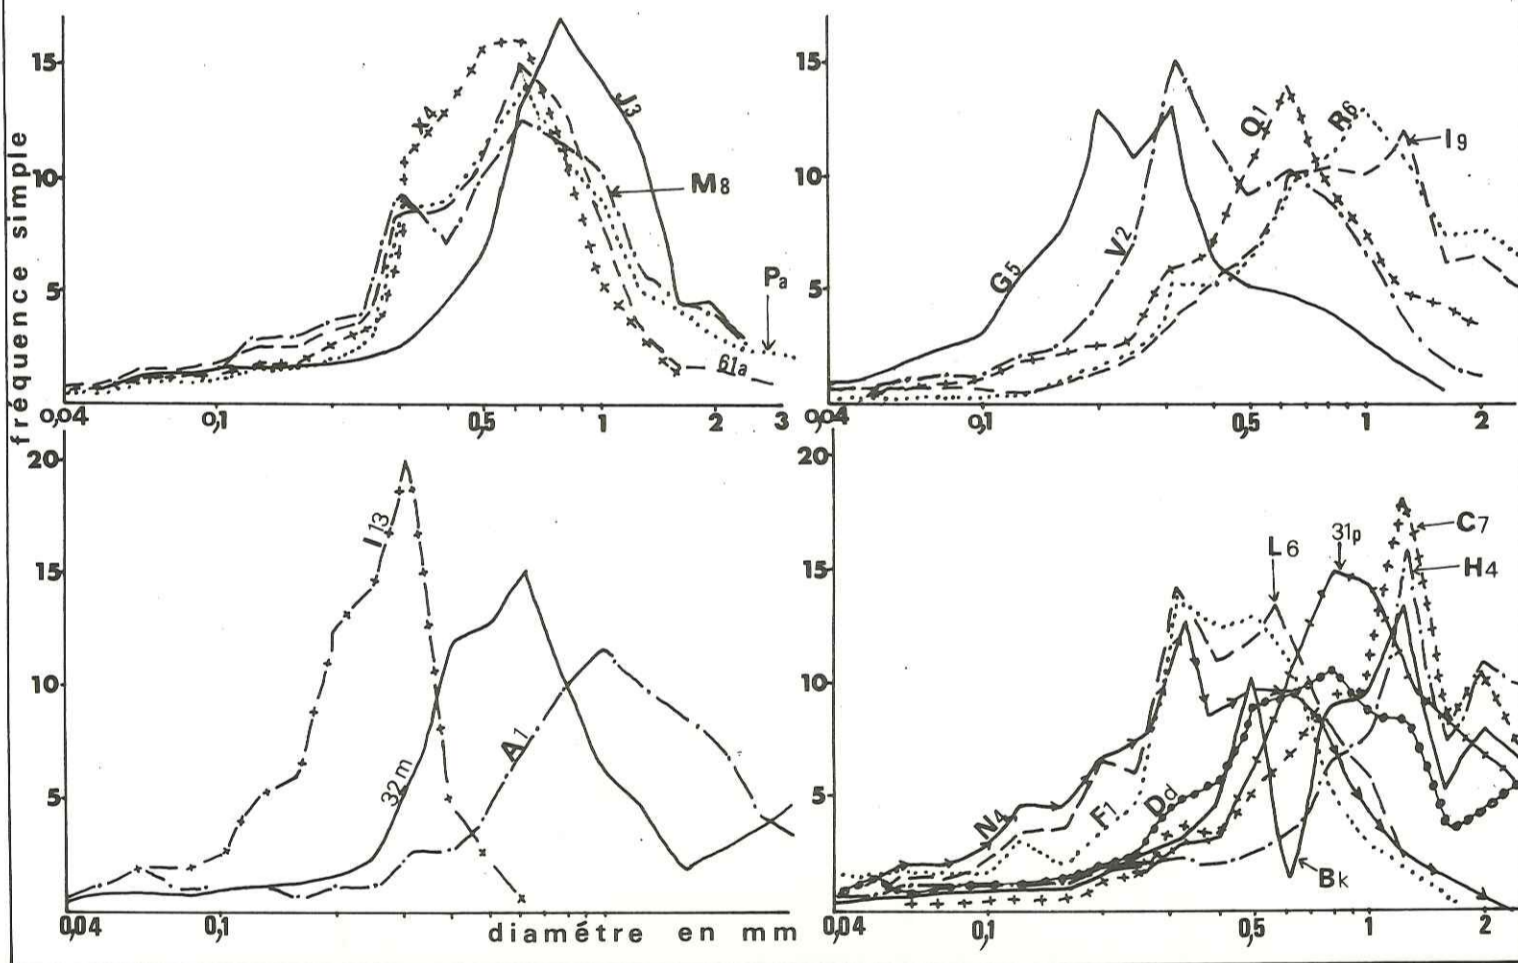 fréquence simple
15
10
5
0,04 0,1 0,5 1 2 3
X4
J3
M8
Pa
61a
15
10
5
0,04 0,1 0,5 1 2
G5
V2
Q1
R6
I9
20
15
10
5
0,04 0,1
I13
32m
A1
diamétre en mm
20
15
10
5
0,04 0,1 0,5 1 2
N4
F1
Dd
L6
31p
C7
H4
Bk